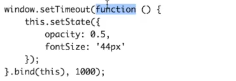 window.setTimeout(function () {
    this.setState({
        opacity: 0.5,
        fontSize: '44px'
    });
}.bind(this), 1000);